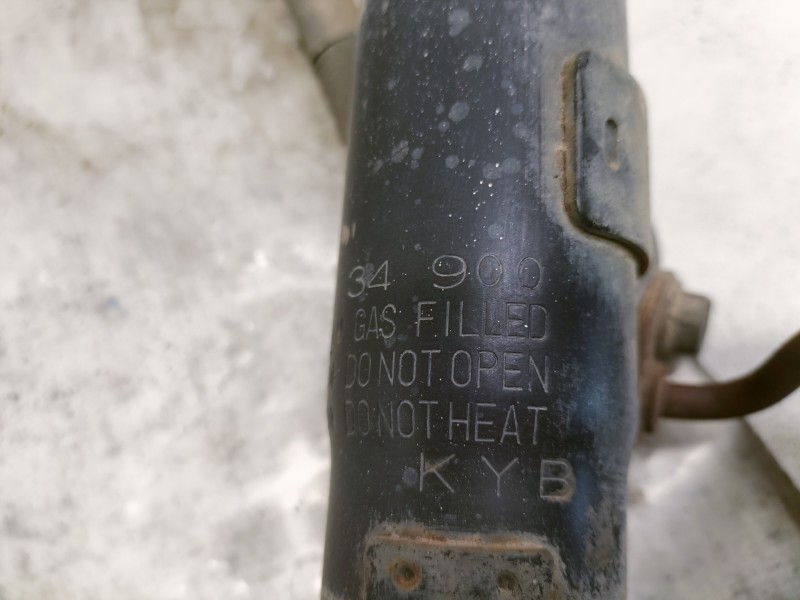 34 900
GAS FILLED
DO NOT OPEN
DO NOT HEAT
KYB